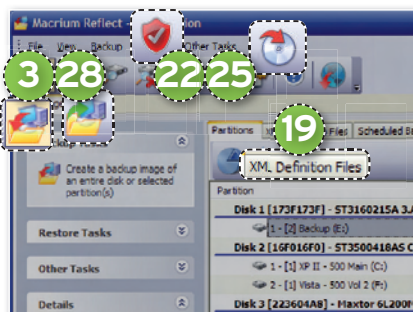 Macrium Reflect
File View Backup Other Tasks
3 28 22 25
19
Partitions Files Scheduled
XML Definition Files
Create a backup image of
an entire disk or selected
partition(s)
Partition
Disk 1 [173F173F] - ST3160215A 3.A
1 - [2] Backup (E:)
Restore Tasks
Disk 2 [16F016F0] - ST3500418AS C
1 - [1] XP II - 500 Main (C:)
Other Tasks
2 - [1] Vista - 500 Vol 2 (F:)
Details
Disk 3 [223604A8] - Maxtor 6L200M